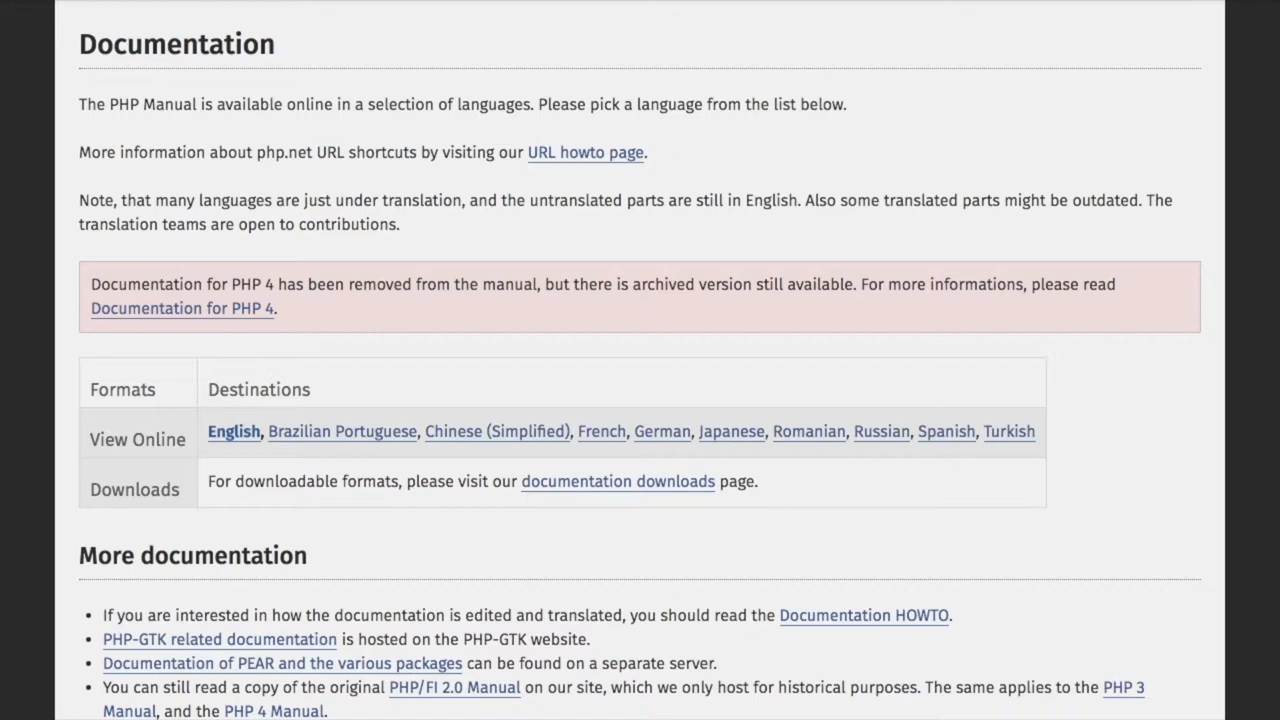 Documentation
The PHP Manual is available online in a selection of languages. Please pick a language from the list below.
More information about php.net URL shortcuts by visiting our URL howto page.
Note, that many languages are just under translation, and the untranslated parts are still in English. Also some translated parts might be outdated. The
translation teams are open to contributions.
Documentation for PHP 4 has been removed from the manual, but there is archived version still available. For more informations, please read
Documentation for PHP 4.
Formats Destinations
View Online English, Brazilian Portuguese, Chinese (Simplified), French, German, Japanese, Romanian, Russian, Spanish, Turkish
Downloads For downloadable formats, please visit our documentation downloads page.
More documentation
• If you are interested in how the documentation is edited and translated, you should read the Documentation HOWTO.
• PHP-GTK related documentation is hosted on the PHP-GTK website.
• Documentation of PEAR and the various packages can be found on a separate server.
• You can still read a copy of the original PHP/FI 2.0 Manual on our site, which we only host for historical purposes. The same applies to the PHP 3
Manual, and the PHP 4 Manual.